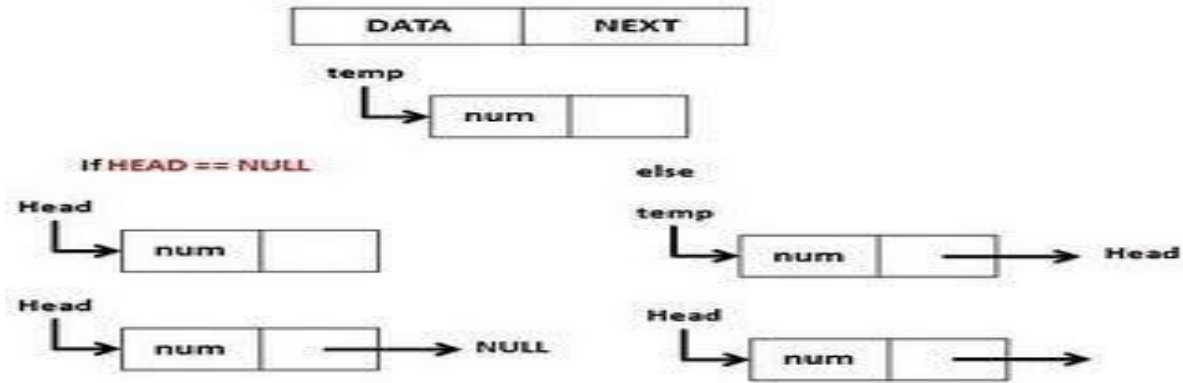 DATA NEXT
temp
num
If HEAD == NULL
else
Head
num
temp
num Head
Head
num NULL
Head
num